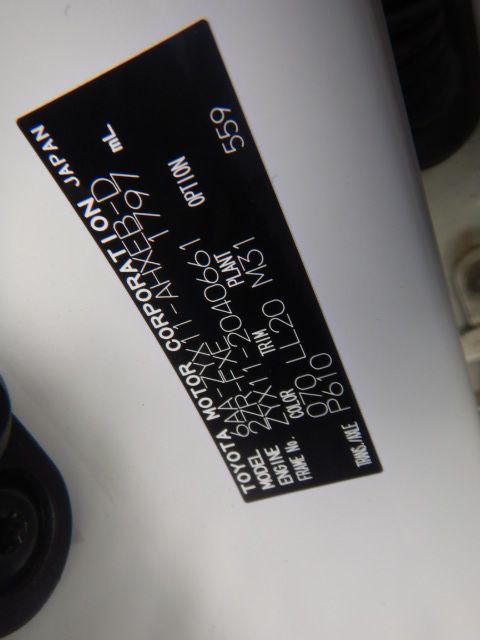 TOYOTA MOTOR CORPORATION JAPAN
MODEL 6AA-ZYX11-AHXEB-D
ENGINE 2ZR-FXE 1797 mL
FRAME No. ZYX11-2040661
COLOR TRIM PLANT OPTION
070 LL20 M31 559
TRANS./AXLE P610